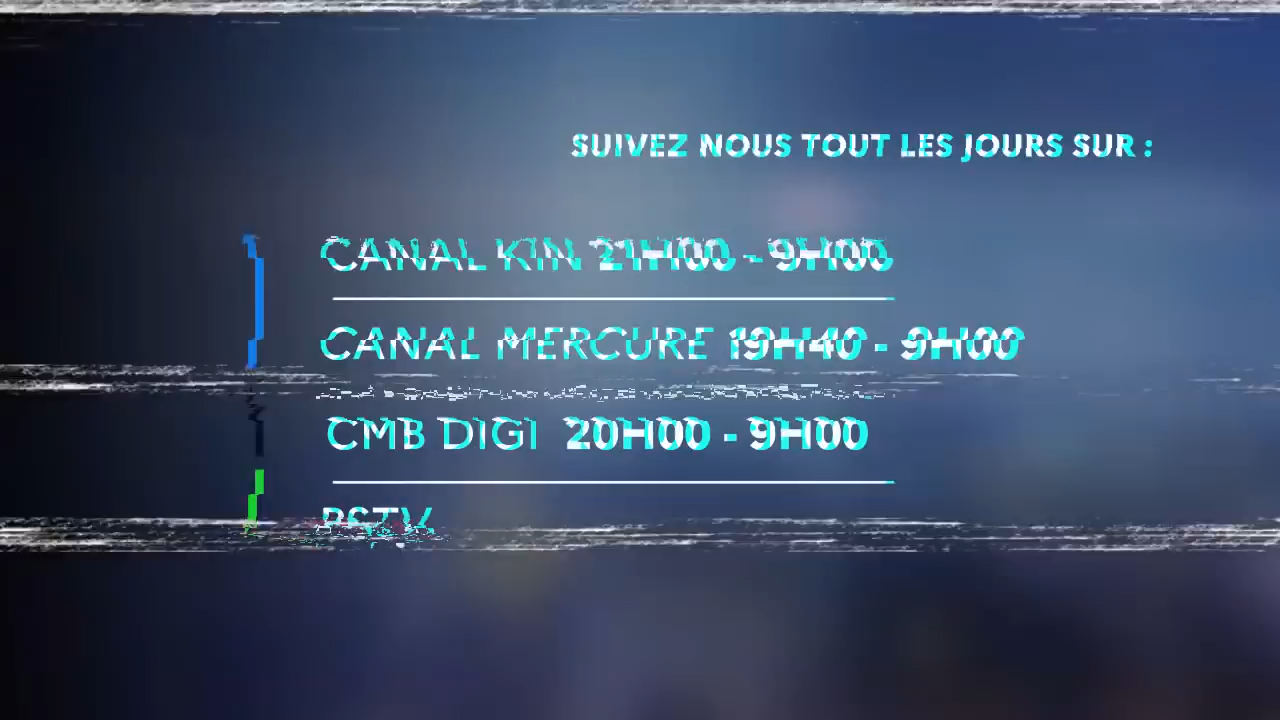 SUIVEZ NOUS TOUT LES JOURS SUR :
CANAL KIN 21H00 - 9H00
CANAL MERCURE 19H40 - 9H00
CMB DIGI 20H00 - 9H00